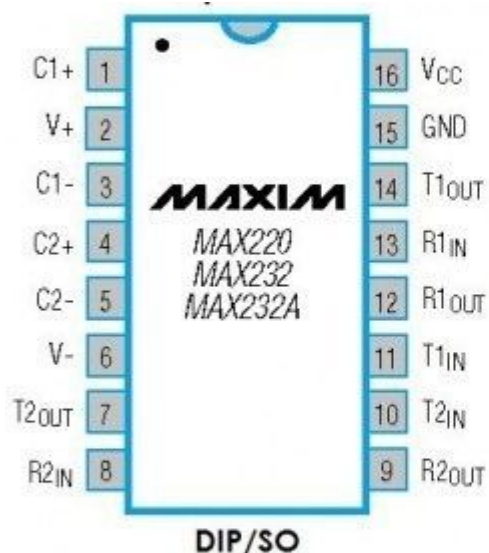 C1+ 1 16 VCC
V+ 2 15 GND
C1- 3 14 T1OUT
MAXIM
C2+ 4 13 R1IN
MAX220
MAX232
C2- 5 12 R1OUT
MAX232A
V- 6 11 T1IN
T2OUT 7 10 T2IN
R2IN 8 9 R2OUT
DIP/SO